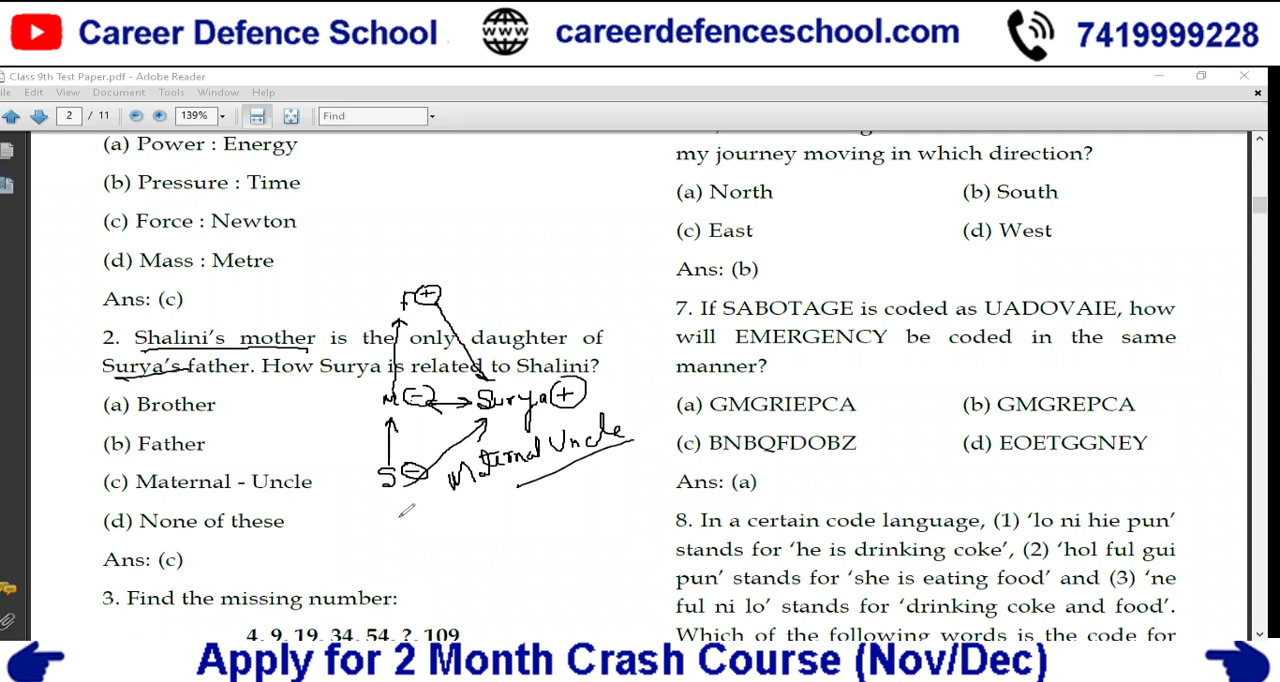 Career Defence School
careerdefenceschool.com
7419999228
Class 9th Test Paper.pdf - Adobe Reader
Edit View Document Tools Window Help
2 / 11 139% Find
(a) Power : Energy
(b) Pressure : Time
(c) Force : Newton
(d) Mass : Metre
Ans: (c)
2. Shalini's mother is the only daughter of
Surya's father. How Surya is related to Shalini?
(a) Brother
(b) Father
(c) Maternal - Uncle
(d) None of these
Ans: (c)
3. Find the missing number:
4, 9, 19, 34, 54, ?, 109
F +
M - Surya +
S -
Maternal Uncle
my journey moving in which direction?
(a) North (b) South
(c) East (d) West
Ans: (b)
7. If SABOTAGE is coded as UADOVAIE, how
will EMERGENCY be coded in the same
manner?
(a) GMGRIEPCA (b) GMGREPCA
(c) BNBQFDOBZ (d) EOETGGNEY
Ans: (a)
8. In a certain code language, (1) 'lo ni hie pun'
stands for 'he is drinking coke', (2) 'hol ful gui
pun' stands for 'she is eating food' and (3) 'ne
ful ni lo' stands for 'drinking coke and food'.
Which of the following words is the code for
Apply for 2 Month Crash Course (Nov/Dec)